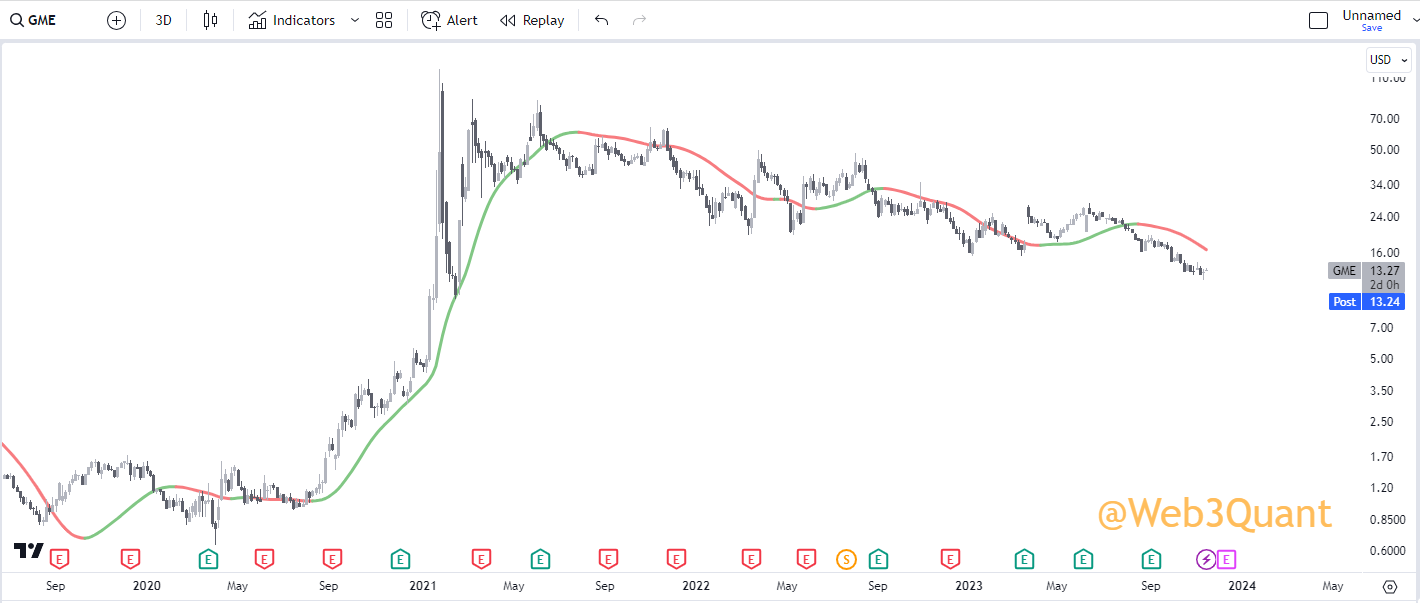 GME
3D
Indicators
Alert
Replay
Unnamed
Save
USD
110.00
70.00
50.00
34.00
24.00
16.00
GME 13.27
2d 0h
Post 13.24
7.00
5.00
3.50
2.50
1.70
1.20
0.8500
0.6000
@Web3Quant
E E E E E E E E E E E E S E E E E E E
Sep 2020 May Sep 2021 May Sep 2022 May Sep 2023 May Sep 2024 May